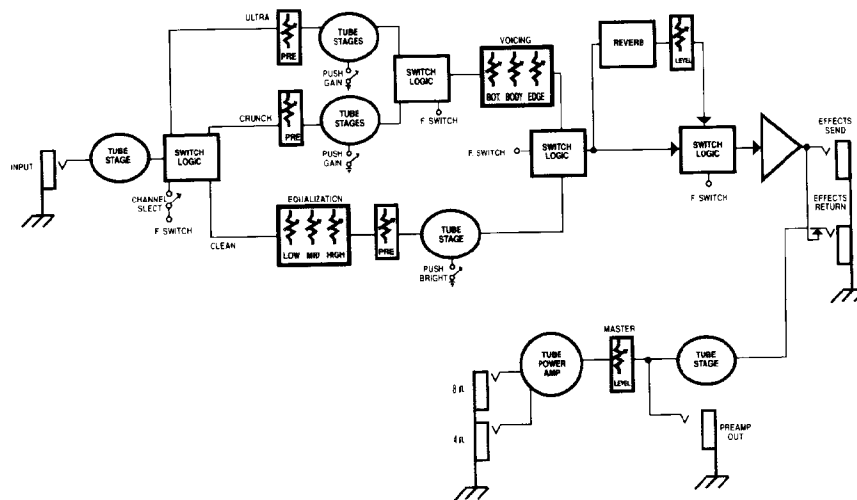 ULTRA
PRE
TUBE
STAGES
PUSH
GAIN
SWITCH
LOGIC
F. SWITCH
VOICING
BOT. BODY EDGE
REVERB
LEVEL
CRUNCH
PRE
TUBE
STAGES
PUSH
GAIN
INPUT
TUBE
STAGE
SWITCH
LOGIC
CHANNEL
SLECT
F SWITCH
CLEAN
EQUALIZATION
LOW MID HIGH
PRE
TUBE
STAGE
PUSH
BRIGHT
F. SWITCH
SWITCH
LOGIC
SWITCH
LOGIC
F SWITCH
EFFECTS
SEND
EFFECTS
RETURN
MASTER
LEVEL
TUBE
POWER
AMP
TUBE
STAGE
8Ω
4Ω
PREAMP
OUT